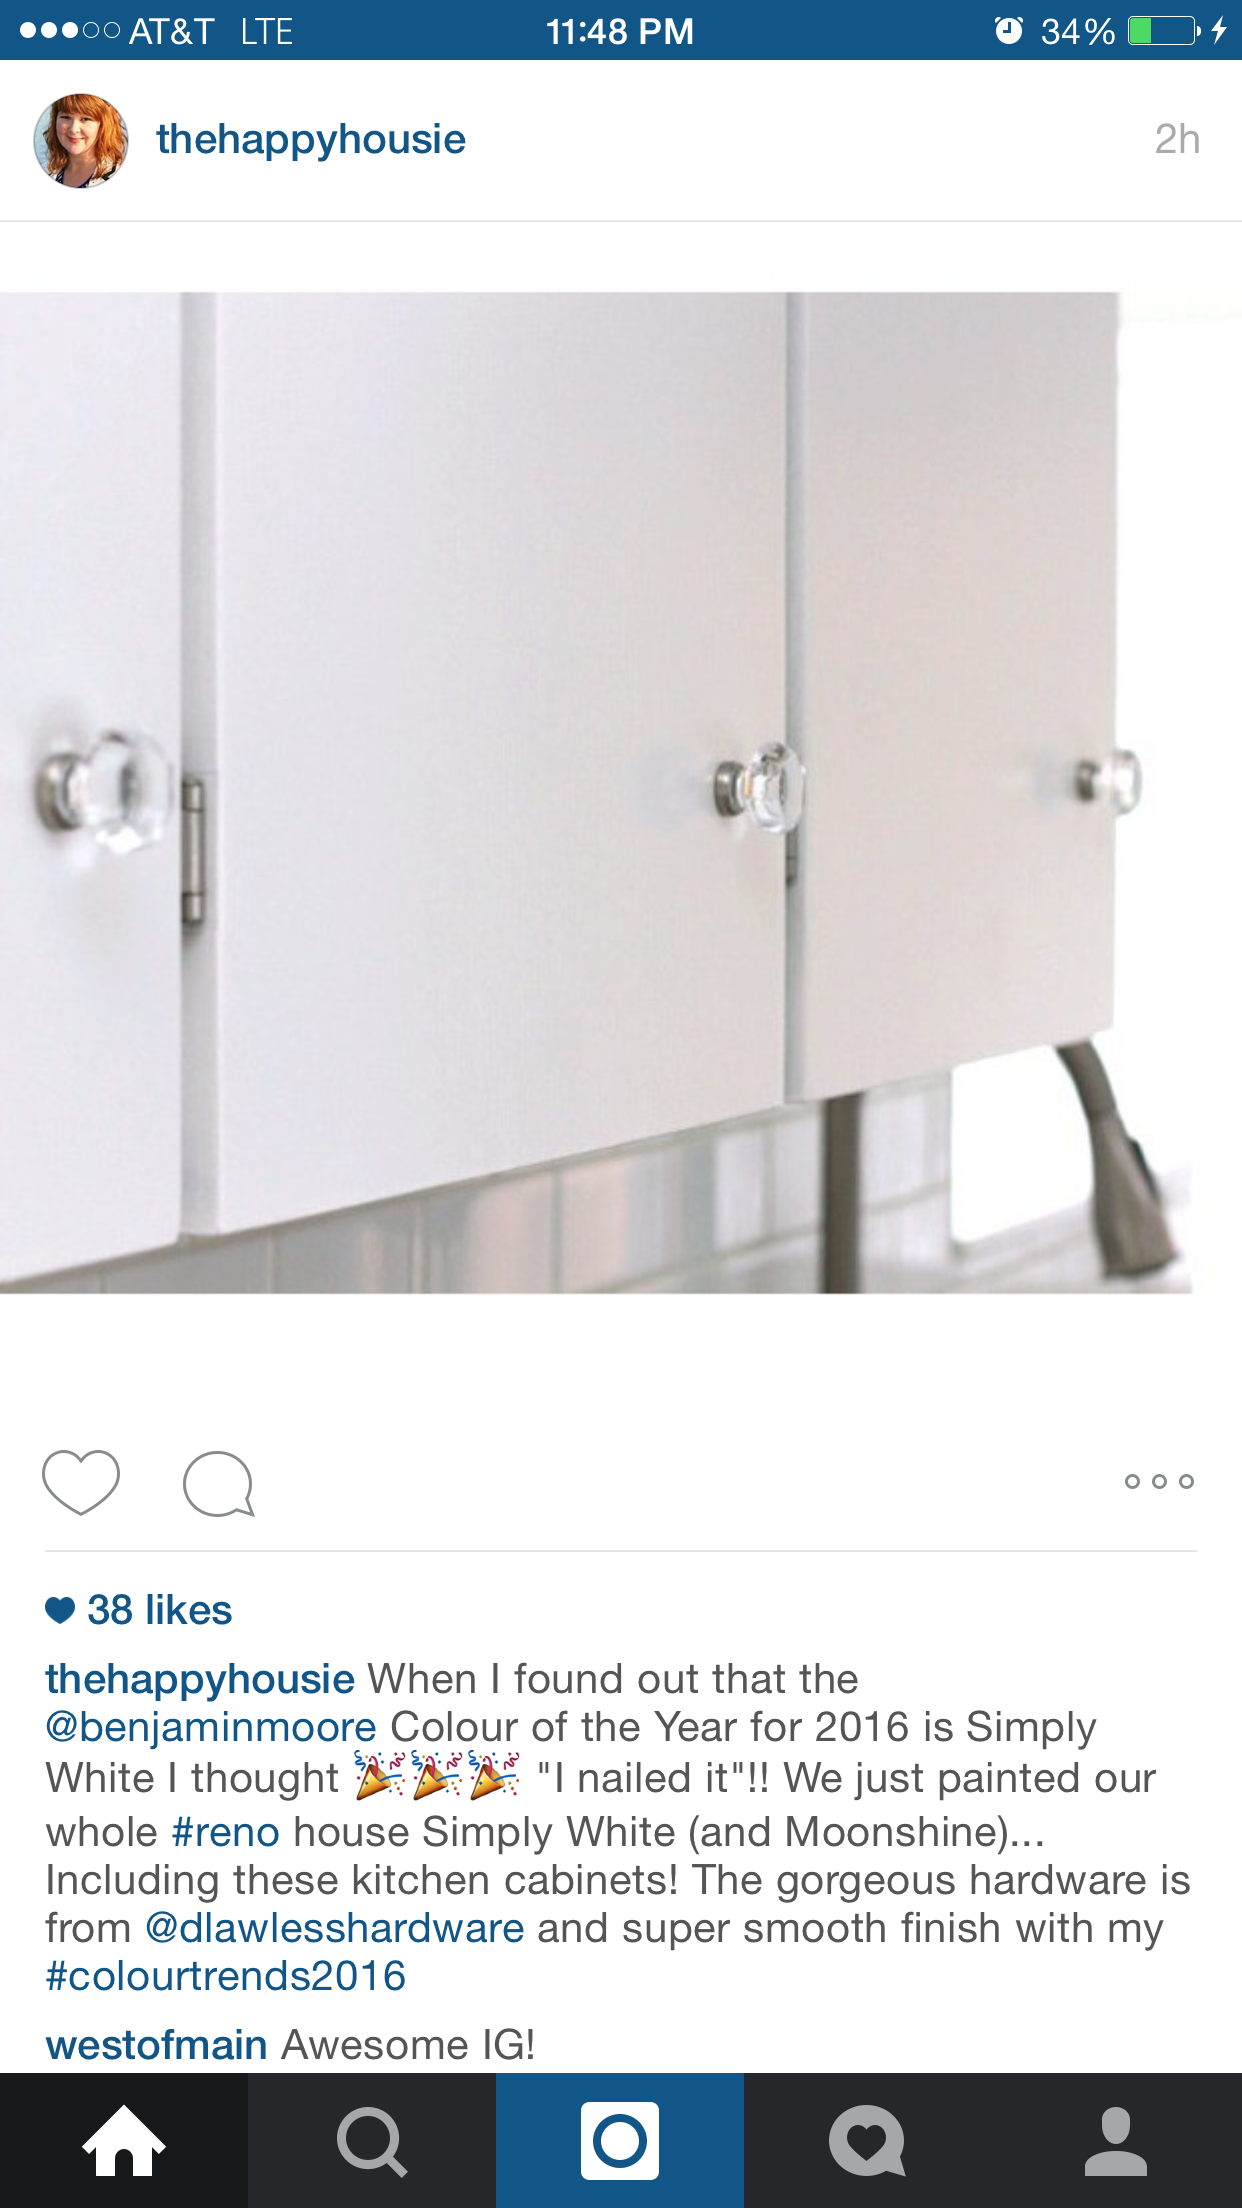 AT&T LTE 11:48 PM 34%
thehappyhousie 2h
38 likes
thehappyhousie When I found out that the
@benjaminmoore Colour of the Year for 2016 is Simply
White I thought 🎉🎉🎉 "I nailed it"!! We just painted our
whole #reno house Simply White (and Moonshine)...
Including these kitchen cabinets! The gorgeous hardware is
from @dlawlesshardware and super smooth finish with my
#colourtrends2016
westofmain Awesome IG!